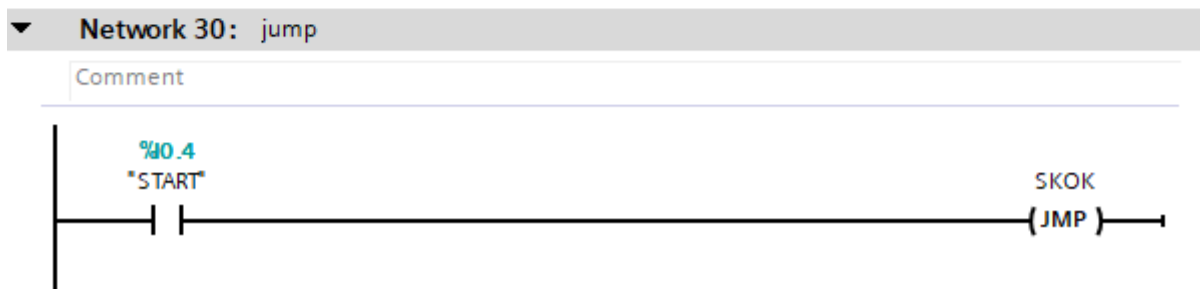 Network 30: jump
Comment
%I0.4
"START"
SKOK
( JMP )